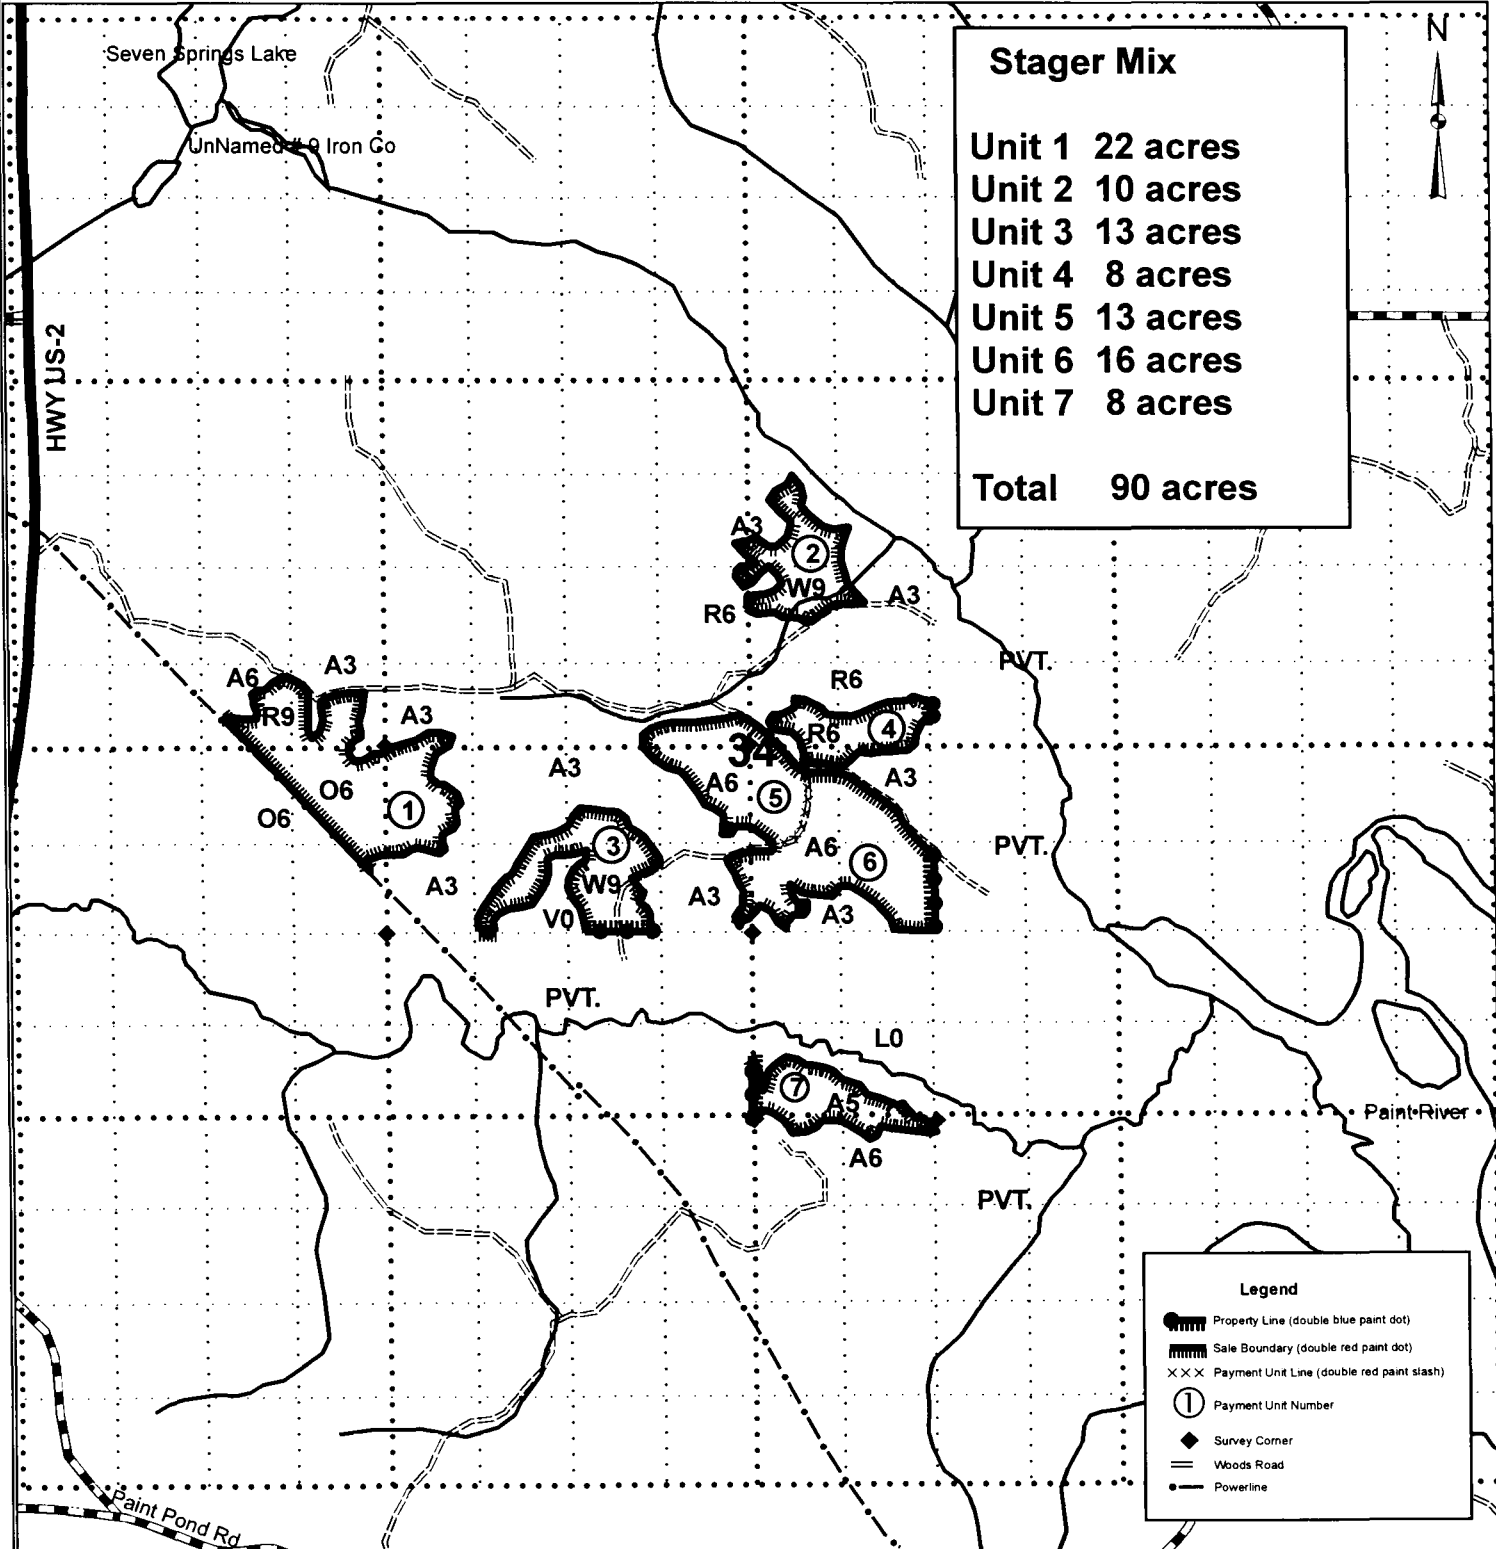 Seven Springs Lake
UnNamed # 9 Iron Co
HWY US-2
N
Stager Mix
Unit 1 22 acres
Unit 2 10 acres
Unit 3 13 acres
Unit 4 8 acres
Unit 5 13 acres
Unit 6 16 acres
Unit 7 8 acres
Total 90 acres
A3
2
W9
R6
A3
PVT.
A6
A3
R9
A3
O6
O6
1
A3
R6
R6
4
34
A3
A6
5
A3
3
W9
V0
A3
A6
6
A3
PVT.
PVT.
L0
7
A5
A6
PVT.
Paint River
Paint Pond Rd
Legend
Property Line (double blue paint dot)
Sale Boundary (double red paint dot)
××× Payment Unit Line (double red paint slash)
1 Payment Unit Number
Survey Corner
Woods Road
Powerline